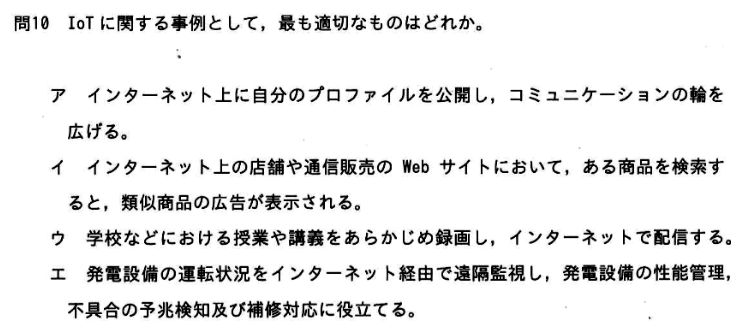 問10 IoTに関する事例として，最も適切なものはどれか。
ア インターネット上に自分のプロファイルを公開し，コミュニケーションの輪を
広げる。
イ インターネット上の店舗や通信販売の Web サイトにおいて，ある商品を検索す
ると，類似商品の広告が表示される。
ウ 学校などにおける授業や講義をあらかじめ録画し，インターネットで配信する。
エ 発電設備の運転状況をインターネット経由で遠隔監視し，発電設備の性能管理，
不具合の予兆検知及び補修対応に役立てる。